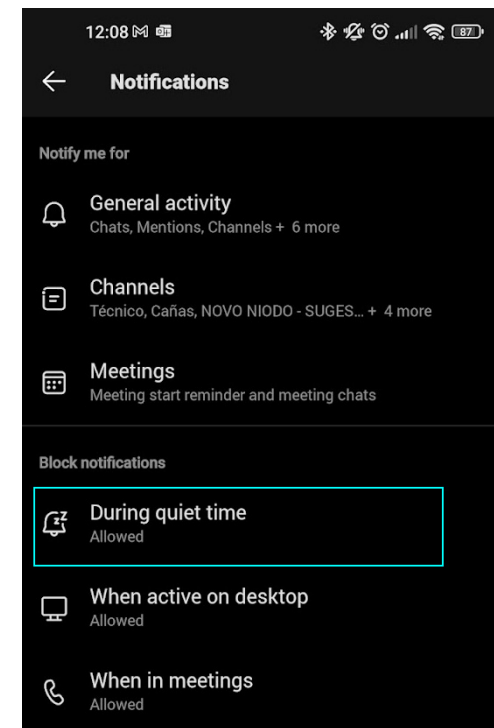 12:08
87
Notifications
Notify me for
General activity
Chats, Mentions, Channels + 6 more
Channels
Técnico, Cañas, NOVO NIODO - SUGES... + 4 more
Meetings
Meeting start reminder and meeting chats
Block notifications
During quiet time
Allowed
When active on desktop
Allowed
When in meetings
Allowed